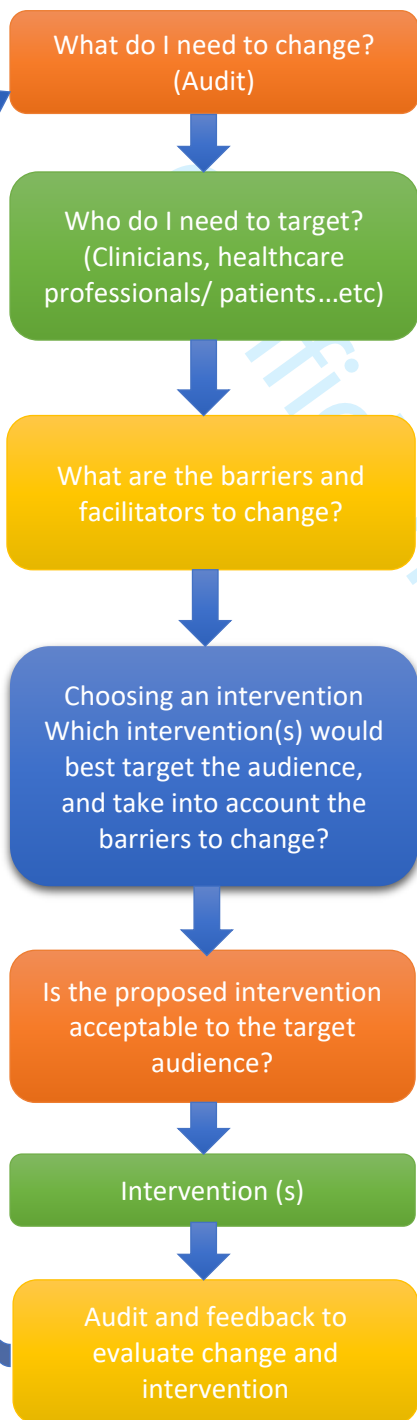 What do I need to change?
(Audit)
Who do I need to target?
(Clinicians, healthcare
professionals/ patients...etc)
What are the barriers and
facilitators to change?
Choosing an intervention
Which intervention(s) would
best target the audience,
and take into account the
barriers to change?
Is the proposed intervention
acceptable to the target
audience?
Intervention (s)
Audit and feedback to
evaluate change and
intervention